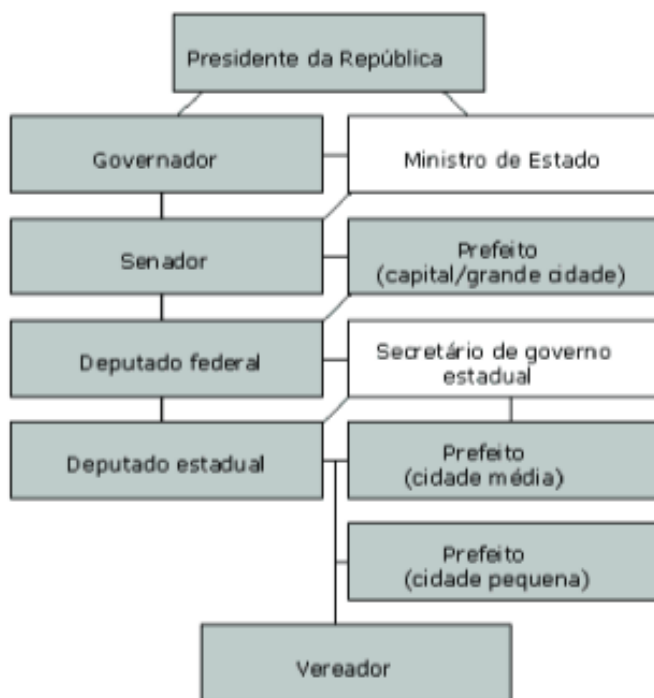 Presidente da República
Governador
Ministro de Estado
Senador
Prefeito
(capital/grande cidade)
Deputado federal
Secretário de governo
estadual
Deputado estadual
Prefeito
(cidade média)
Prefeito
(cidade pequena)
Vereador